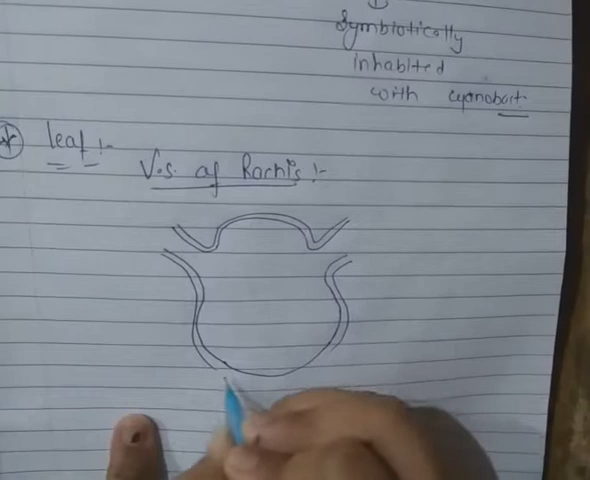 Symbiotically
inhabited
with cyanobact.
* leaf :-
V.S. of Rachis :-